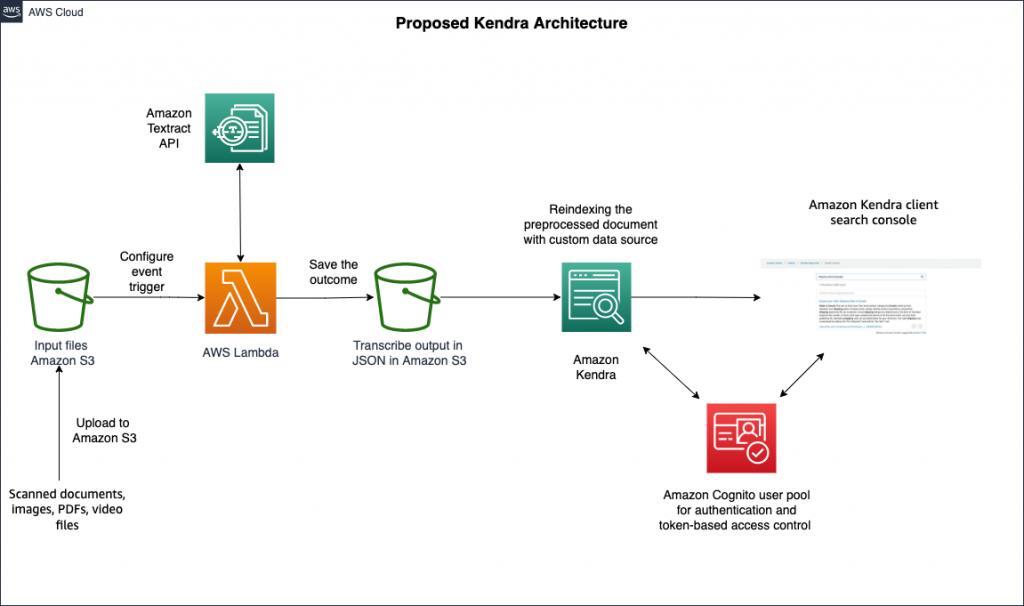 aws
AWS Cloud
Proposed Kendra Architecture
Amazon
Textract
API
Reindexing the
preprocessed document
with custom data source
Amazon Kendra client
search console
Configure
event
trigger
Save the
outcome
Input files
Amazon S3
AWS Lambda
Transcribe output in
JSON in Amazon S3
Amazon
Kendra
Upload to
Amazon S3
Scanned documents,
images, PDFs, video
files
Amazon Cognito user pool
for authentication and
token-based access control